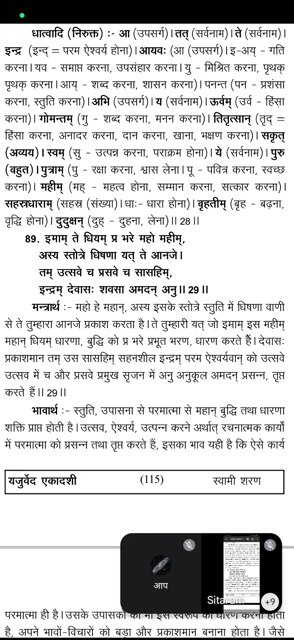 धात्वादि (निरुक्त) :- आ (उपसर्ग)। तत् (सर्वनाम)। ते (सर्वनाम)।
इन्द्र (इन्द् = परम ऐश्वर्य होना)। आयवः (आ (उपसर्ग)। इ-अय् - गति
करना। यव - समाप्त करना, उपसंहार करना। यु - मिश्रित करना, पृथक्
पृथक् करना। आय् - शब्द करना, शासन करना)। पनन्त (पन - प्रशंसा
करना, स्तुति करना)। अभि (उपसर्ग)। य (सर्वनाम)। ऊर्वम् (उर्व - हिंसा
करना)। गोमन्तम् (गु - शब्द करना, मनन करना)। तितृत्सान् (तृद् =
हिंसा करना, अनादर करना, दान करना, खाना, भक्षण करना)। सकृत्
(अव्यय)। स्वम् (सु - उत्पन्न करना, पराक्रम होना)। ये (सर्वनाम)। पुरु
(बहुत)। पुत्राम् (पु - रक्षा करना, श्वास लेना। पू - पवित्र करना, स्वच्छ
करना)। महीम् (मह् - महत्व होना, सम्मान करना, सत्कार करना)।
सहस्रधाराम् (सहस्र (संख्या)। धाः- धारा होना)। बृहतीम् (बृह - बढ़ना,
वृद्धि होना)। दुदुक्षन् (दुह् - दुहना, लेना)।। 28 ।।
89. इमाम् ते धियम् प्र भरे महो महीम्,
अस्य स्तोत्रे धिषणा यत् ते आनजे।
तम् उत्सवे च प्रसवे च सासहिम्,
इन्द्रम् देवासः शवसा अमदन् अनु।। 29 ।।
मन्त्रार्थ :- महो हे महान्, अस्य इसके स्तोत्रे स्तुति में धिषणा वाणी
से ते तुम्हारा आनजे प्रकाश करता है। ते तुम्हारी यत् जो इमाम् इस महीम्
महान् धियम् धारणा, बुद्धि को प्र भरे प्रभूत भरण, धारण करते हैं। देवासः
प्रकाशमान तम् उस सासहिम् सहनशील इन्द्रम् परम ऐश्वर्यवान् को उत्सवे
उत्सव में च और प्रसवे प्रमुख सृजन में अनु अनुकूल अमदन् प्रसन्न, तृप्त
करते हैं।। 29 ।।
भावार्थ :- स्तुति, उपासना से परमात्मा से महान् बुद्धि तथा धारणा
शक्ति प्राप्त होती है। उत्सव, ऐश्वर्य, उत्पन्न करने अर्थात् रचनात्मक कार्यों
में परमात्मा को प्रसन्न तथा तृप्त करते हैं, इसका भाव यही है कि ऐसे कार्य
यजुर्वेद एकादशी (115) स्वामी शरण
आप
+9
परमात्मा ही है। उसके उपासका को भी इस स्वरूप को धारण करना होता
है, अपने भावों-विचारों को बड़ा और प्रकाशमान बनाना होता है। जैसे